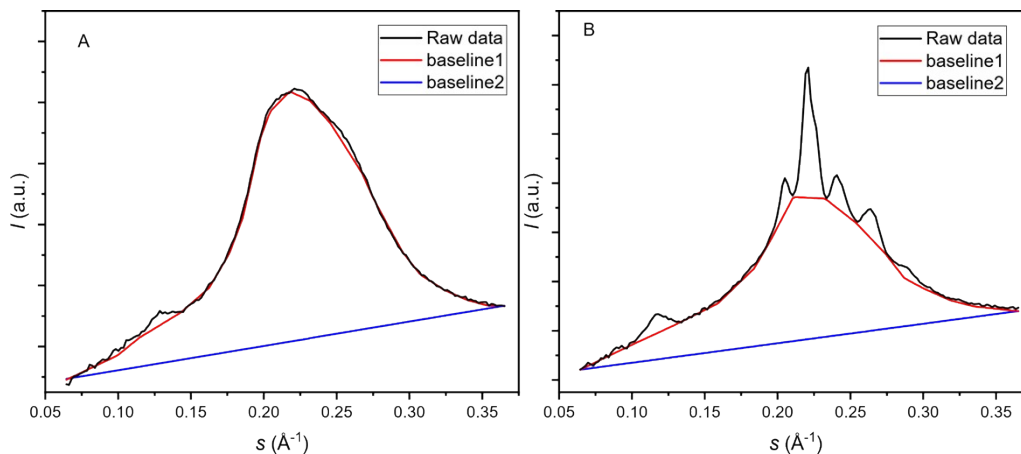 A
Raw data
baseline1
baseline2
I (a.u.)
0.05 0.10 0.15 0.20 0.25 0.30 0.35
s (Å⁻¹)
B
Raw data
baseline1
baseline2
I (a.u.)
0.05 0.10 0.15 0.20 0.25 0.30 0.35
s (Å⁻¹)